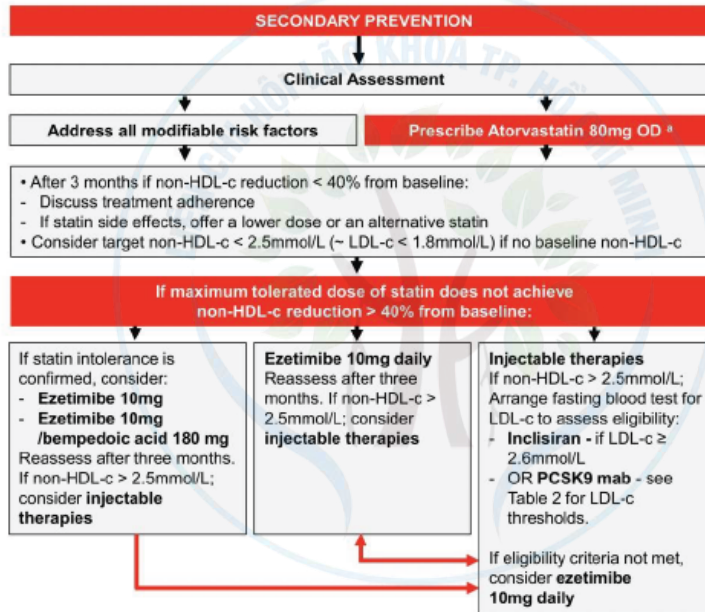 SECONDARY PREVENTION
Clinical Assessment
Address all modifiable risk factors
Prescribe Atorvastatin 80mg OD ª
• After 3 months if non-HDL-c reduction < 40% from baseline:
- Discuss treatment adherence
- If statin side effects, offer a lower dose or an alternative statin
• Consider target non-HDL-c < 2.5mmol/L (~ LDL-c < 1.8mmol/L) if no baseline non-HDL-c
If maximum tolerated dose of statin does not achieve
non-HDL-c reduction > 40% from baseline:
If statin intolerance is
confirmed, consider:
- Ezetimibe 10mg
- Ezetimibe 10mg
/bempedoic acid 180 mg
Reassess after three months.
If non-HDL-c > 2.5mmol/L;
consider injectable
therapies
Ezetimibe 10mg daily
Reassess after three
months. If non-HDL-c >
2.5mmol/L; consider
injectable therapies
Injectable therapies
If non-HDL-c > 2.5mmol/L;
Arrange fasting blood test for
LDL-c to assess eligibility:
- Inclisiran - if LDL-c ≥
2.6mmol/L
- OR PCSK9 mab - see
Table 2 for LDL-c
thresholds.
If eligibility criteria not met,
consider ezetimibe
10mg daily
HỘI LÃO KHOA TP. HỒ CHÍ MINH